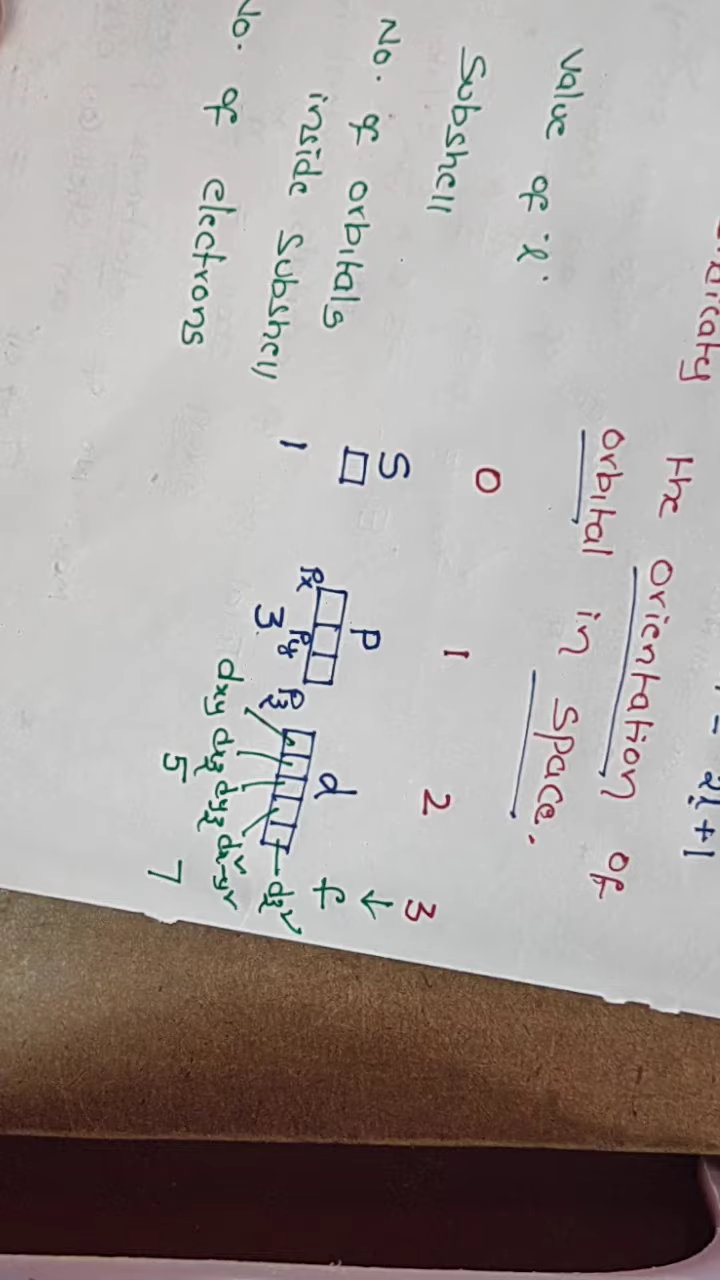 = 2l+1
the orientation of
orbital in space.
Value of 'l' 0 1 2 3
Subshell S P d f
No. of orbitals
inside subshell 1 3 5 7
px py pz
dxy dxz dyz dx²-y² dz²
No. of electrons